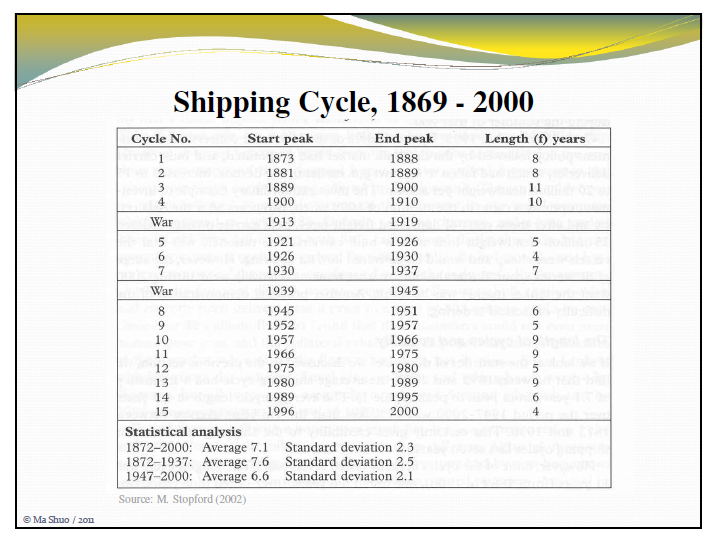 Shipping Cycle, 1869 - 2000
Cycle No. Start peak End peak Length (f) years
1 1873 1888 8
2 1881 1889 8
3 1889 1900 11
4 1900 1910 10
War 1913 1919
5 1921 1926 5
6 1926 1930 4
7 1930 1937 7
War 1939 1945
8 1945 1951 6
9 1952 1957 5
10 1957 1966 9
11 1966 1975 9
12 1975 1980 5
13 1980 1989 9
14 1989 1995 6
15 1996 2000 4
Statistical analysis
1872–2000: Average 7.1 Standard deviation 2.3
1872–1937: Average 7.6 Standard deviation 2.5
1947–2000: Average 6.6 Standard deviation 2.1
Source: M. Stopford (2002)
© Ma Shuo / 2011